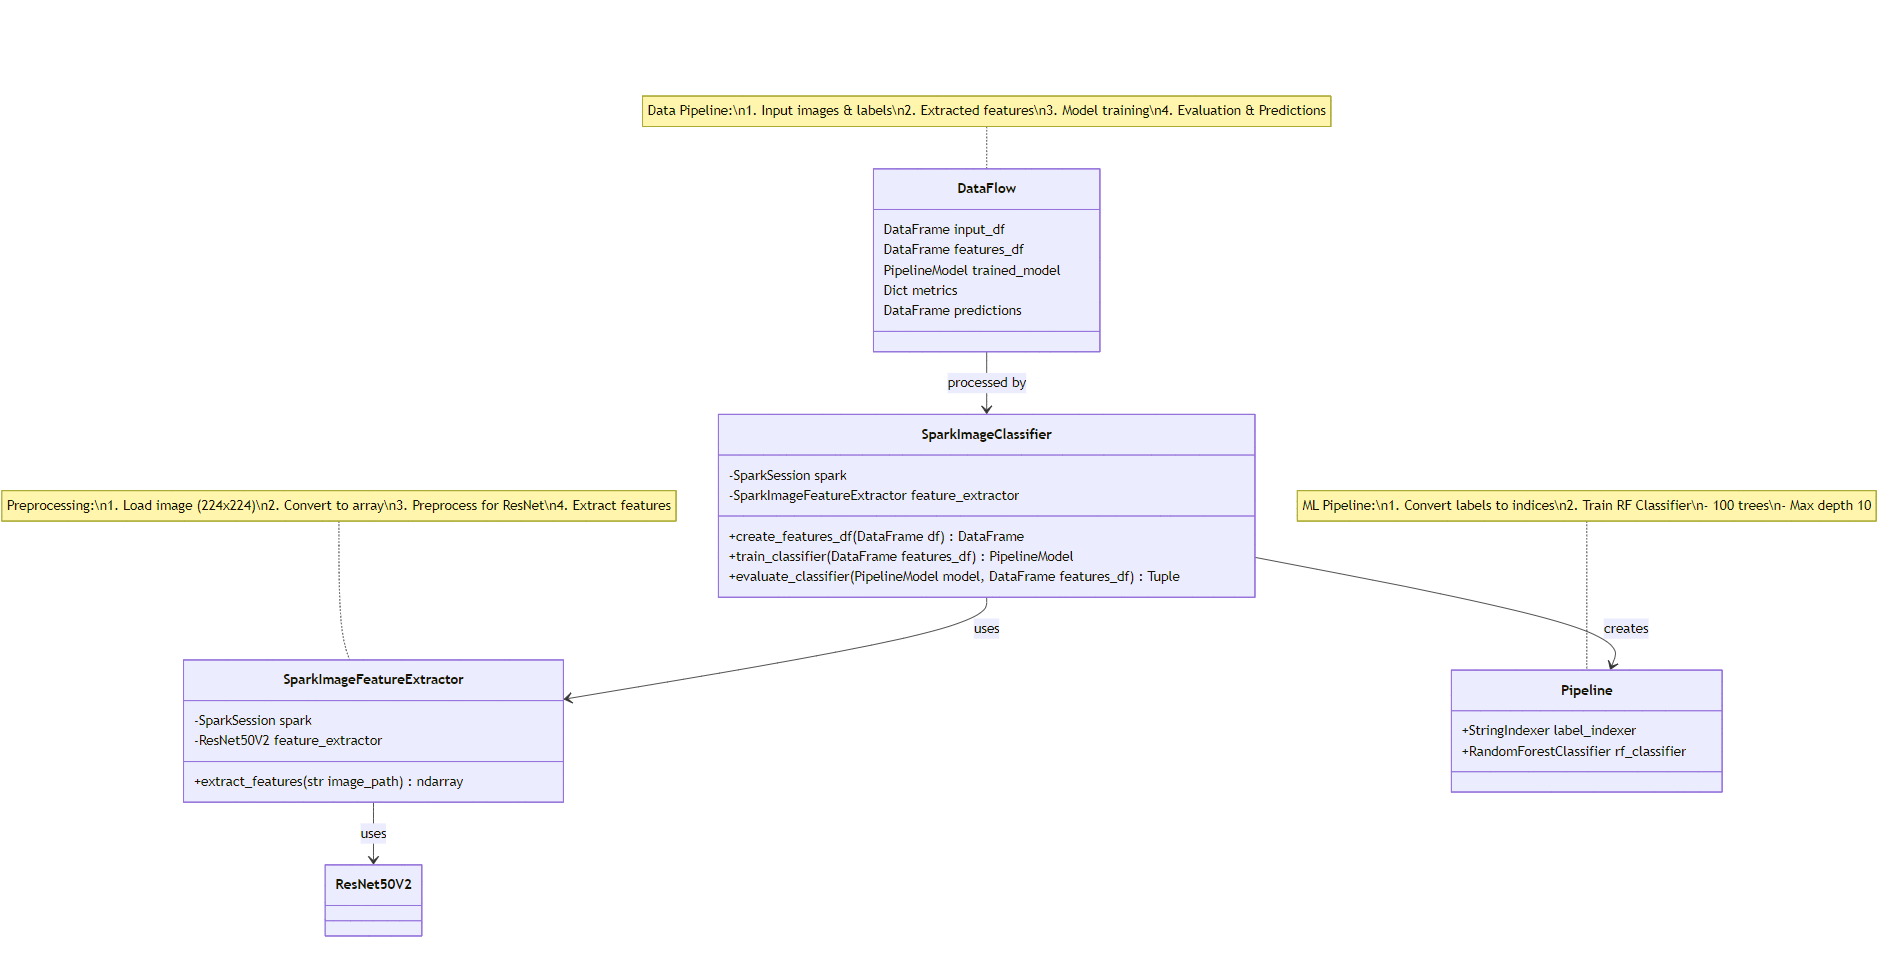 Data Pipeline:\n1. Input images & labels\n2. Extracted features\n3. Model training\n4. Evaluation & Predictions
DataFlow
DataFrame input_df
DataFrame features_df
PipelineModel trained_model
Dict metrics
DataFrame predictions
processed by
SparkImageClassifier
-SparkSession spark
-SparkImageFeatureExtractor feature_extractor
+create_features_df(DataFrame df) : DataFrame
+train_classifier(DataFrame features_df) : PipelineModel
+evaluate_classifier(PipelineModel model, DataFrame features_df) : Tuple
Preprocessing:\n1. Load image (224x224)\n2. Convert to array\n3. Preprocess for ResNet\n4. Extract features
ML Pipeline:\n1. Convert labels to indices\n2. Train RF Classifier\n- 100 trees\n- Max depth 10
uses
creates
SparkImageFeatureExtractor
-SparkSession spark
-ResNet50V2 feature_extractor
+extract_features(str image_path) : ndarray
Pipeline
+StringIndexer label_indexer
+RandomForestClassifier rf_classifier
uses
ResNet50V2